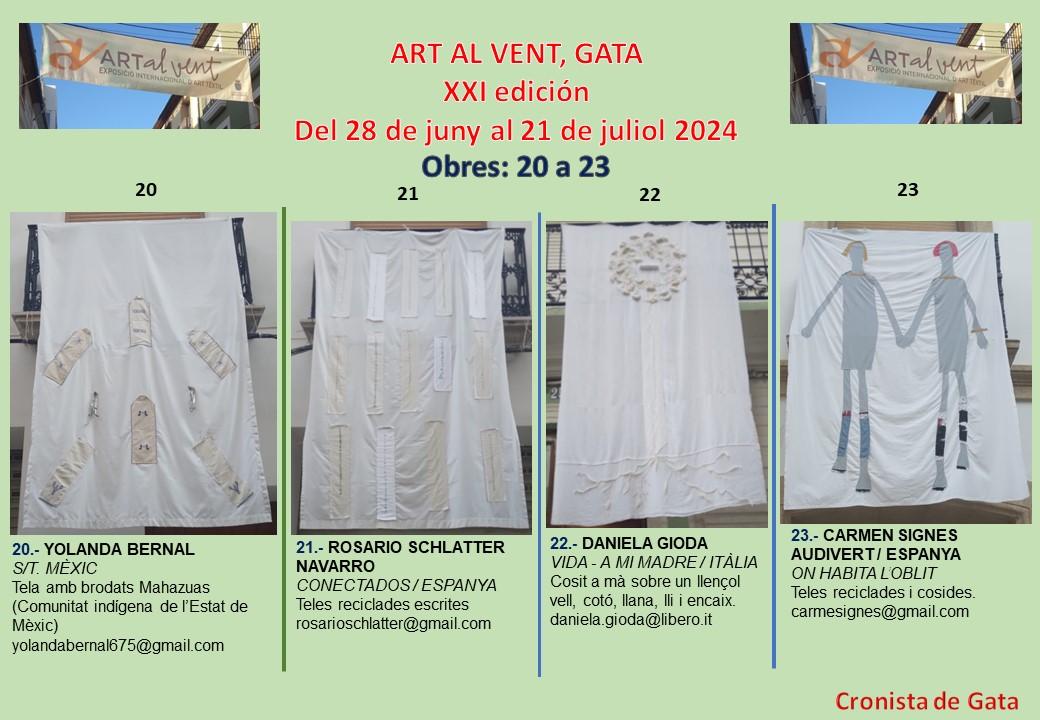 ARTal vent
EXPOSICIÓ INTERNACIONAL D'ART TÈXTIL
ART AL VENT, GATA
XXI edición
Del 28 de juny al 21 de juliol 2024
Obres: 20 a 23
ARTal vent
EXPOSICIÓ INTERNACIONAL D'ART TÈXTIL
20
21
22
23
20.- YOLANDA BERNAL
S/T. MÈXIC
Tela amb brodats Mahazuas
(Comunitat indígena de l'Estat de
Mèxic)
yolandabernal675@gmail.com
21.- ROSARIO SCHLATTER
NAVARRO
CONECTADOS / ESPANYA
Teles reciclades escrites
rosarioschlatter@gmail.com
22.- DANIELA GIODA
VIDA - A MI MADRE / ITÀLIA
Cosit a mà sobre un llençol
vell, cotó, llana, lli i encaix.
daniela.gioda@libero.it
23.- CARMEN SIGNES
AUDIVERT / ESPANYA
ON HABITA L'OBLIT
Teles reciclades i cosides.
carmesignes@gmail.com
Cronista de Gata